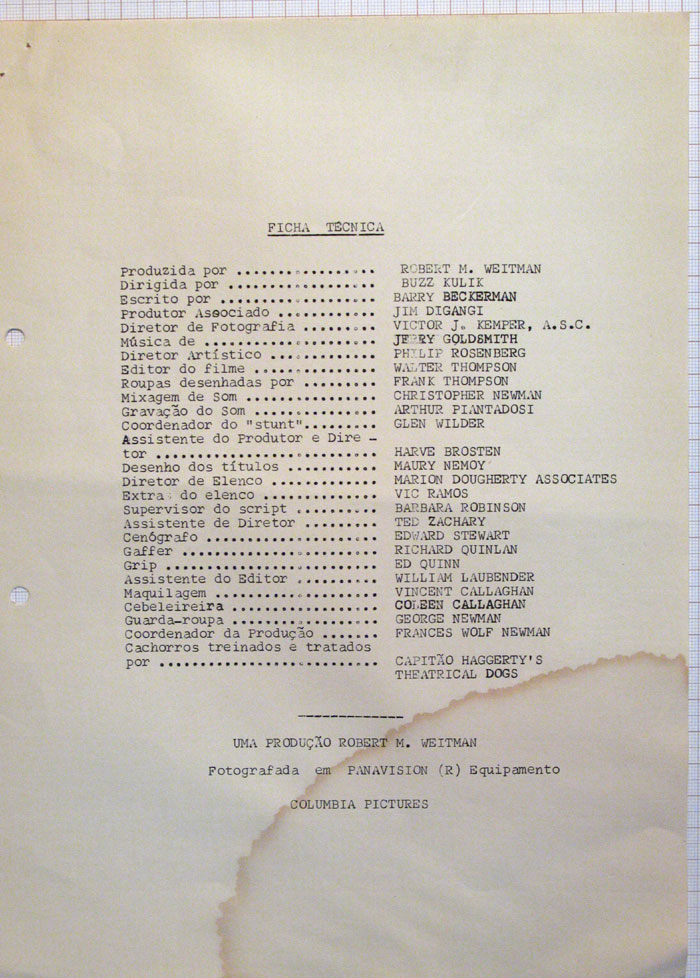 FICHA TÉCNICA
Produzida por .................. ROBERT M. WEITMAN
Dirigida por ................... BUZZ KULIK
Escrito por .................... BARRY BECKERMAN
Produtor Associado ............. JIM DIGANGI
Diretor de Fotografia .......... VICTOR J. KEMPER, A.S.C.
Música de ...................... JERRY GOLDSMITH
Diretor Artístico .............. PHILIP ROSENBERG
Editor do filme ................ WALTER THOMPSON
Roupas desenhadas por .......... FRANK THOMPSON
Mixagem de Som ................. CHRISTOPHER NEWMAN
Gravação do Som ................ ARTHUR PIANTADOSI
Coordenador do "stunt".......... GLEN WILDER
Assistente do Produtor e Dire -
tor ............................ HARVE BROSTEN
Desenho dos títulos ............ MAURY NEMOY
Diretor de Elenco .............. MARION DOUGHERTY ASSOCIATES
Extra: do elenco ............... VIC RAMOS
Supervisor do script ........... BARBARA ROBINSON
Assistente de Diretor .......... TED ZACHARY
Cenógrafo ...................... EDWARD STEWART
Gaffer ......................... RICHARD QUINLAN
Grip ........................... ED QUINN
Assistente do Editor ........... WILLIAM LAUBENDER
Maquilagem ..................... VINCENT CALLAGHAN
Cebeleireira ................... COLEEN CALLAGHAN
Guarda-roupa ................... GEORGE NEWMAN
Coordenador da Produção ....... FRANCES WOLF NEWMAN
Cachorros treinados e tratados
por ............................ CAPITÃO HAGGERTY'S
THEATRICAL DOGS
UMA PRODUÇÃO ROBERT M. WEITMAN
Fotografada em PANAVISION (R) Equipamento
COLUMBIA PICTURES